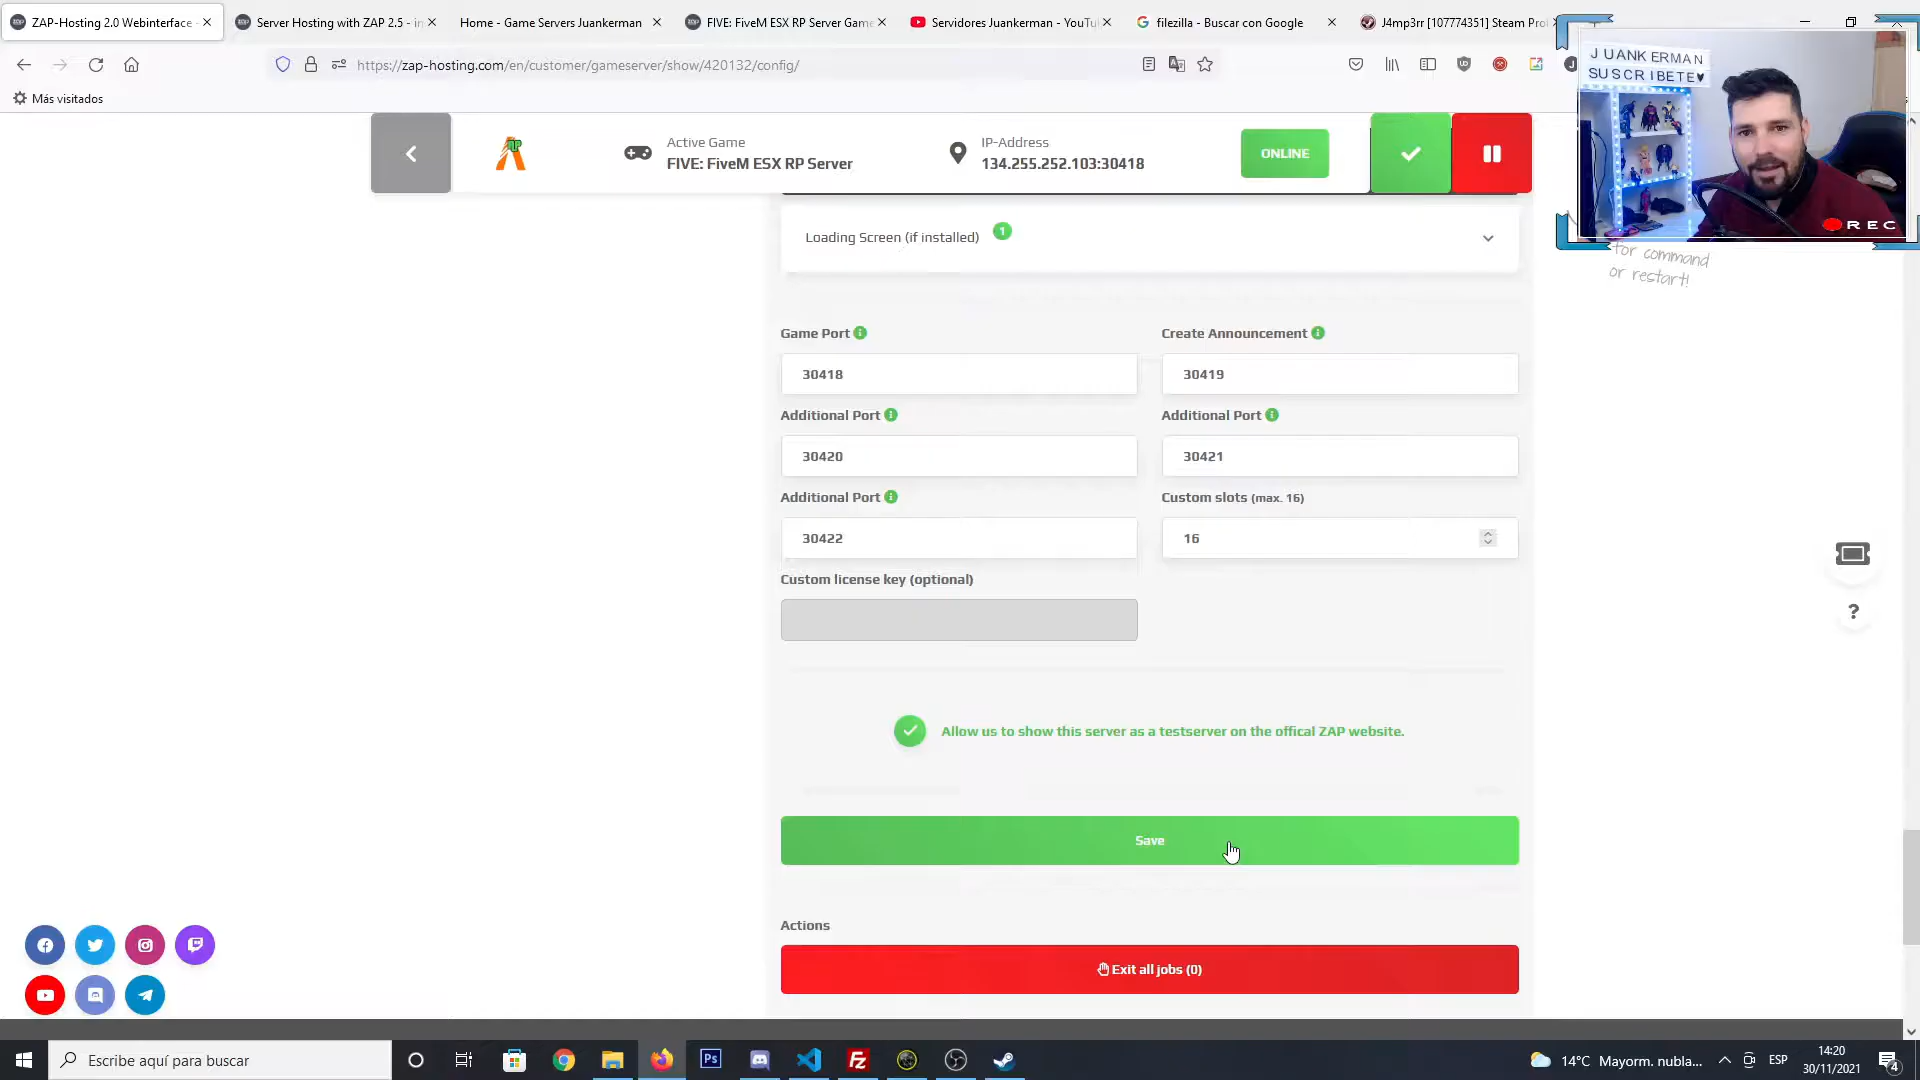 ZAP-Hosting 2.0 Webinterface -
Server Hosting with ZAP 2.5 - in
Home - Game Servers Juankerman
FIVE: FiveM ESX RP Server Game
Servidores Juankerman - YouTu
filezilla - Buscar con Google
J4mp3rr [107774351] Steam Pro
https://zap-hosting.com/en/customer/gameserver/show/420132/config/
Más visitados
JUANKERMAN
SUSCRIBETE♥
REC
Active Game
FIVE: FiveM ESX RP Server
IP-Address
134.255.252.103:30418
ONLINE
Loading Screen (if installed) 1
for command
or restart!
Game Port
Create Announcement
30418
30419
Additional Port
Additional Port
30420
30421
Additional Port
Custom slots (max. 16)
30422
16
Custom license key (optional)
?
Allow us to show this server as a testserver on the offical ZAP website.
Save
Actions
Exit all jobs (0)
Escribe aquí para buscar
Ps
Fz
14°C Mayorm. nubla...
ESP
14:20
30/11/2021
4